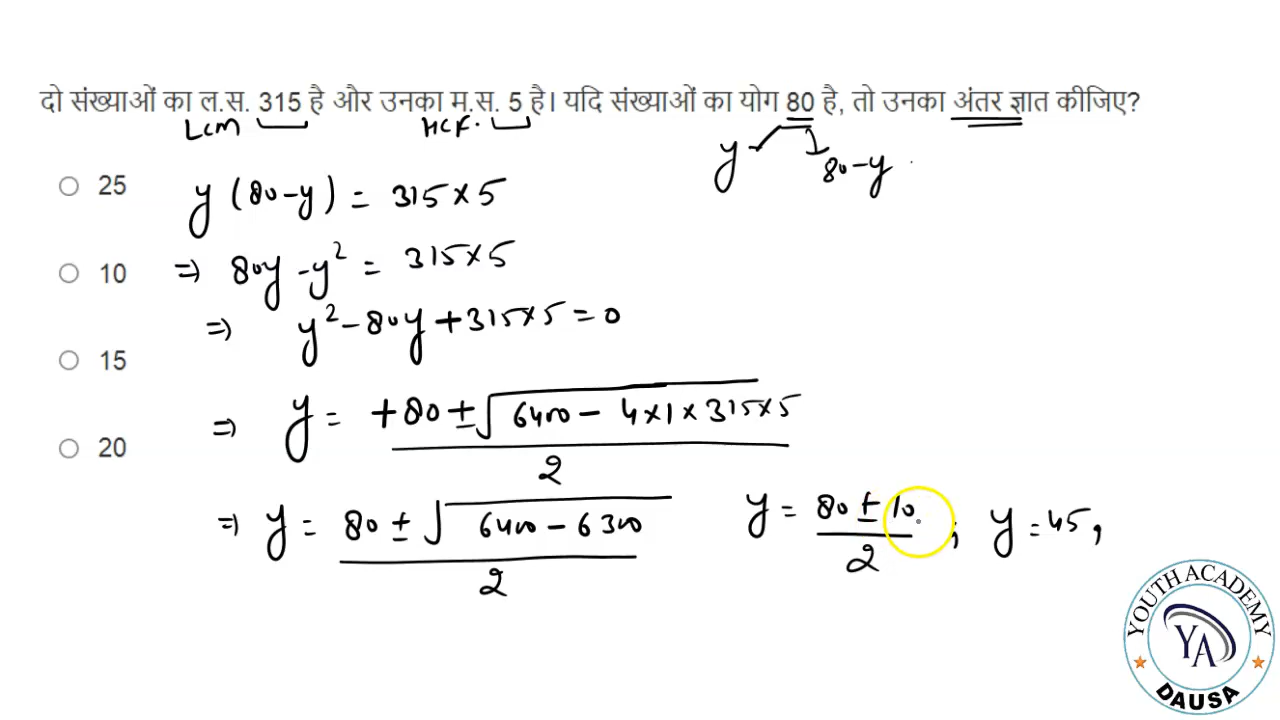 दो संख्याओं का ल.स. 315 है और उनका म.स. 5 है। यदि संख्याओं का योग 80 है, तो उनका अंतर ज्ञात कीजिए?
Lcm HCF.
y 80-y
25
y (80-y) = 315×5
10
⇒ 80y - y² = 315×5
⇒ y² - 80y + 315×5 = 0
15
⇒ y = +80 ± √6400 - 4×1×315×5 / 2
20
⇒ y = 80 ± √6400 - 6300 / 2
y = 80 ± 10 / 2 ; y = 45,
YOUTH ACADEMY
YA
DAUSA